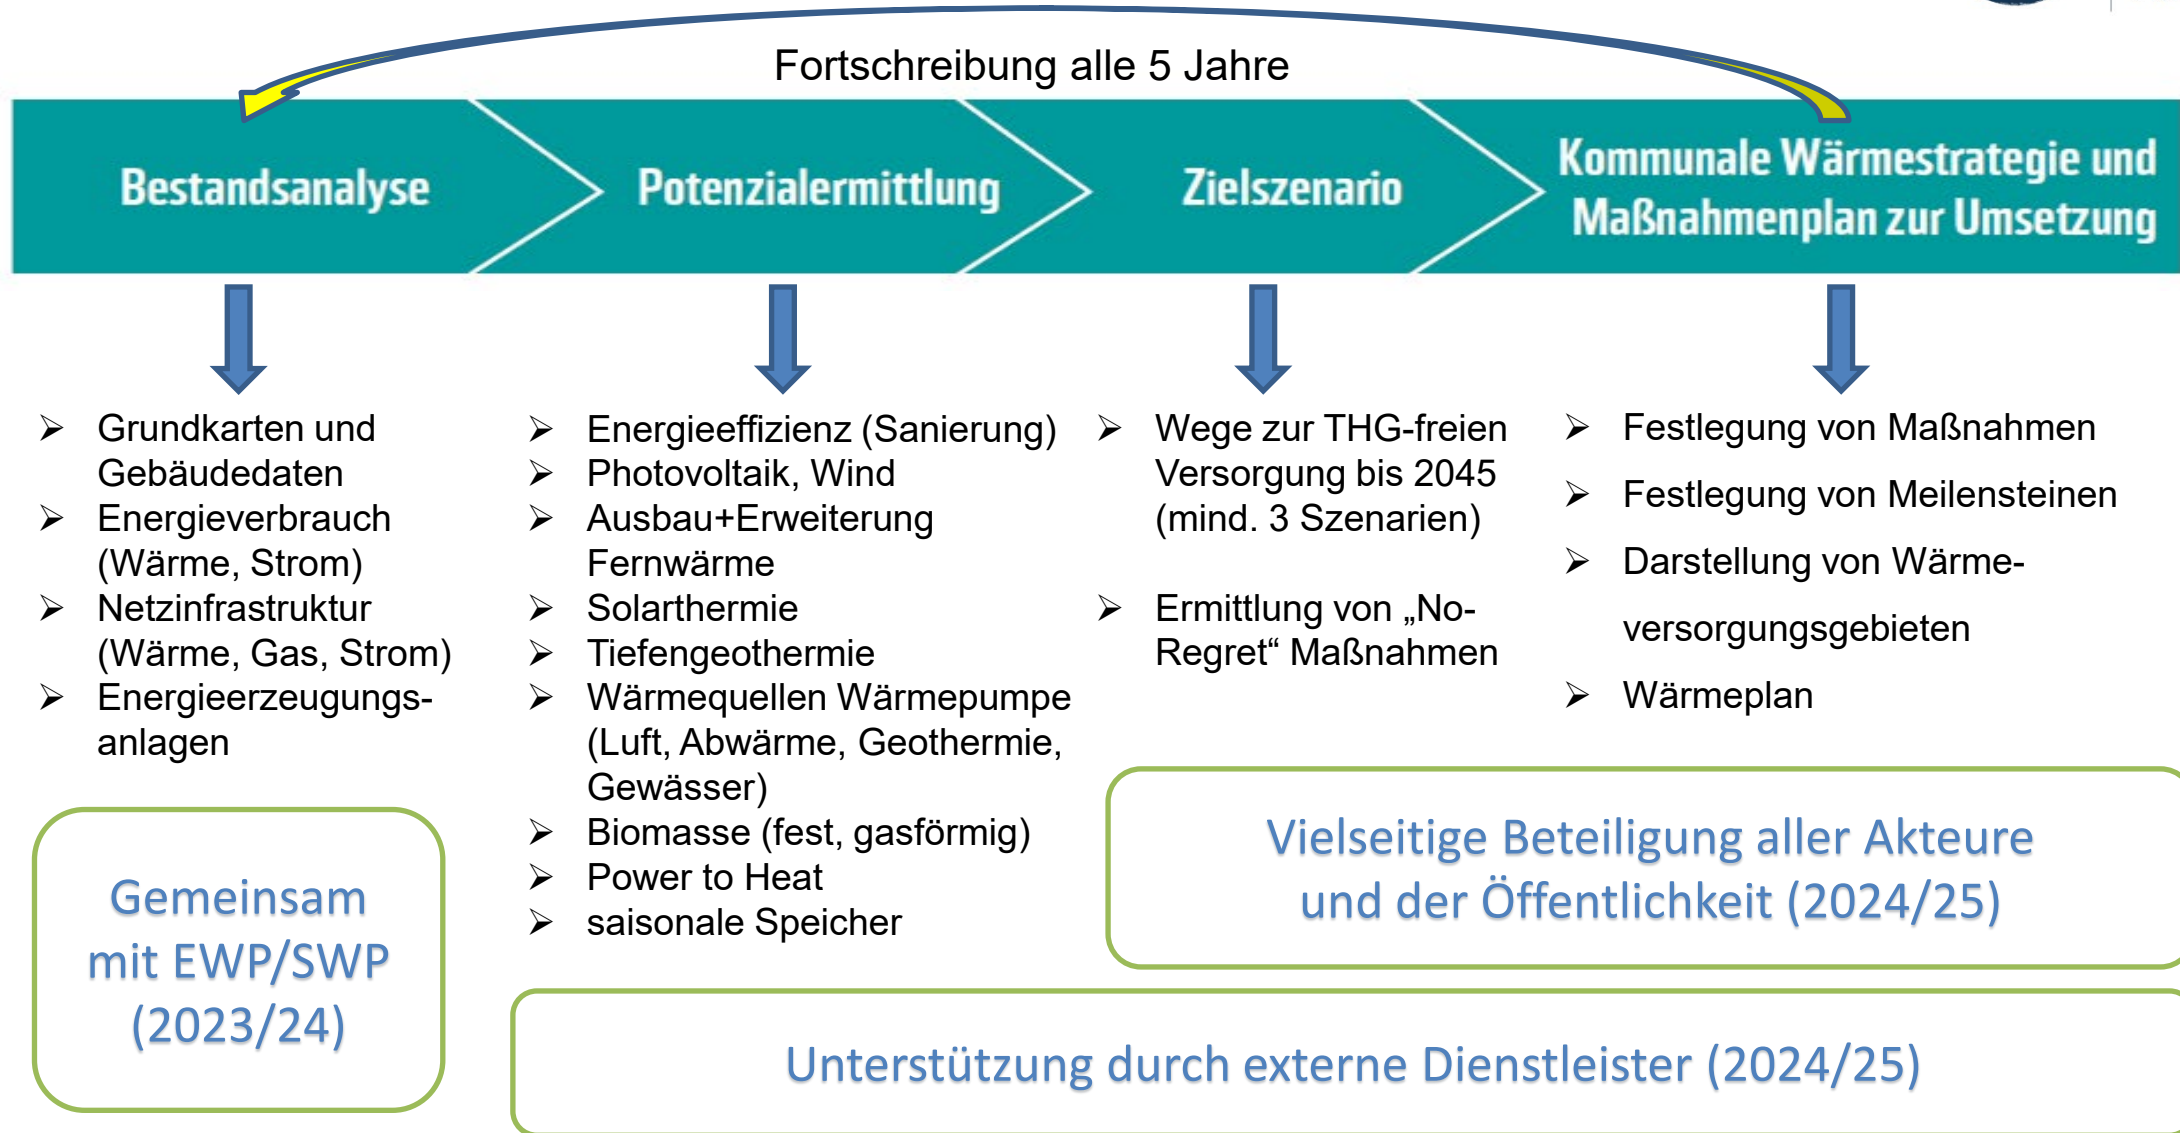 Fortschreibung alle 5 Jahre
Bestandsanalyse
Potenzialermittlung
Zielszenario
Kommunale Wärmestrategie und
Maßnahmenplan zur Umsetzung
➢ Grundkarten und
Gebäudedaten
➢ Energieverbrauch
(Wärme, Strom)
➢ Netzinfrastruktur
(Wärme, Gas, Strom)
➢ Energieerzeugungs-
anlagen
➢ Energieeffizienz (Sanierung)
➢ Photovoltaik, Wind
➢ Ausbau+Erweiterung
Fernwärme
➢ Solarthermie
➢ Tiefengeothermie
➢ Wärmequellen Wärmepumpe
(Luft, Abwärme, Geothermie,
Gewässer)
➢ Biomasse (fest, gasförmig)
➢ Power to Heat
➢ saisonale Speicher
➢ Wege zur THG-freien
Versorgung bis 2045
(mind. 3 Szenarien)
➢ Ermittlung von „No-
Regret“ Maßnahmen
➢ Festlegung von Maßnahmen
➢ Festlegung von Meilensteinen
➢ Darstellung von Wärme-
versorgungsgebieten
➢ Wärmeplan
Gemeinsam
mit EWP/SWP
(2023/24)
Vielseitige Beteiligung aller Akteure
und der Öffentlichkeit (2024/25)
Unterstützung durch externe Dienstleister (2024/25)